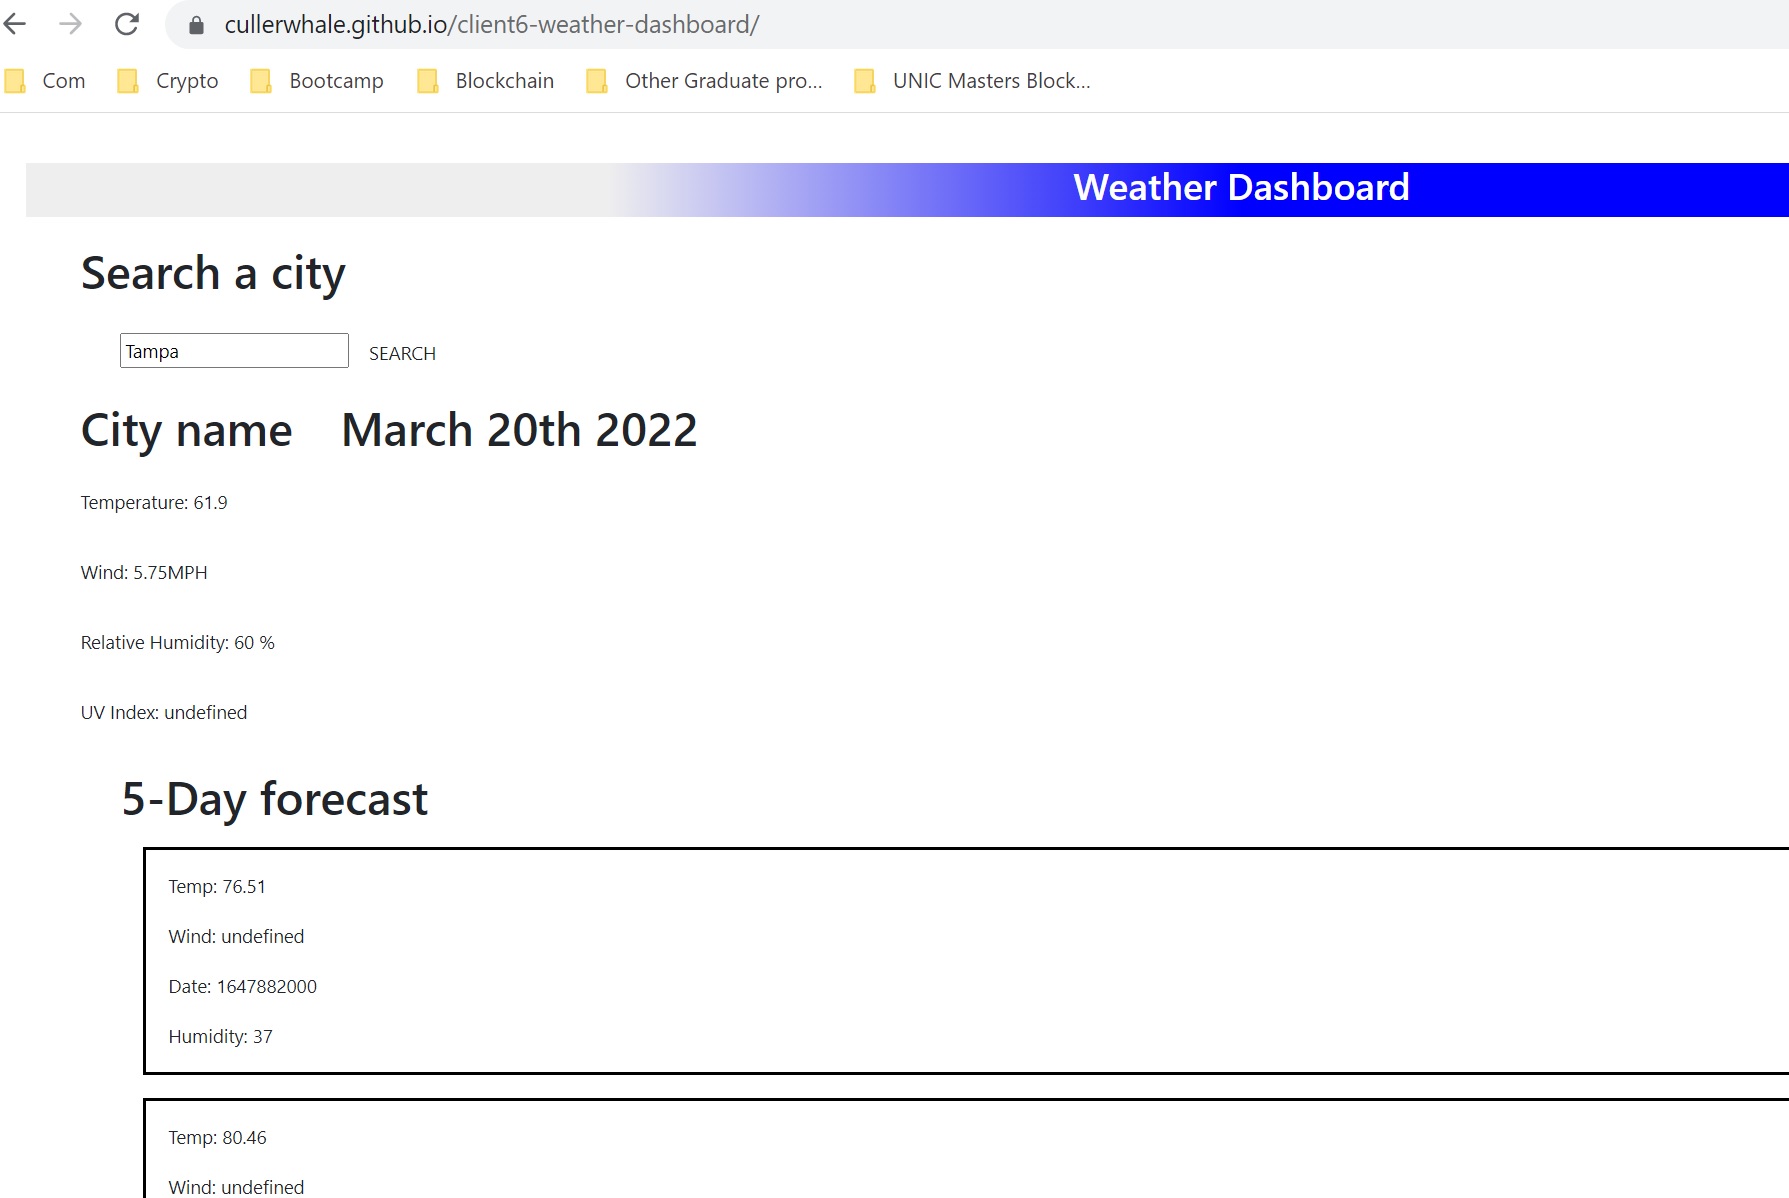 cullerwhale.github.io/client6-weather-dashboard/
Com Crypto Bootcamp Blockchain Other Graduate pro... UNIC Masters Block...
Weather Dashboard
Search a city
Tampa SEARCH
City name March 20th 2022
Temperature: 61.9
Wind: 5.75MPH
Relative Humidity: 60 %
UV Index: undefined
5-Day forecast
Temp: 76.51
Wind: undefined
Date: 1647882000
Humidity: 37
Temp: 80.46
Wind: undefined